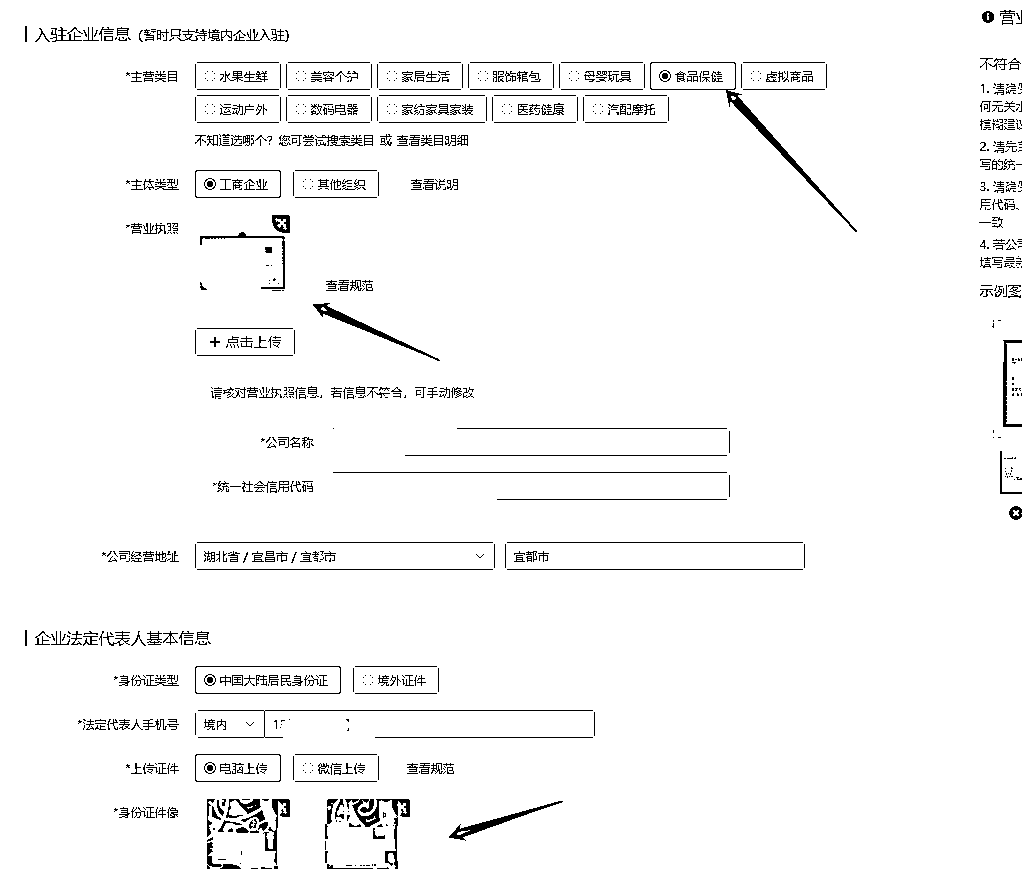 入驻企业信息（暂时只支持境内企业入驻）
*主营类目 水果生鲜 美容个护 家居生活 服饰箱包 母婴玩具 食品保健 虚拟商品
运动户外 数码电器 家纺家具家装 医药健康 汽配摩托
不知道选哪个？您可尝试搜索类目 或 查看类目明细
*主体类型 工商企业 其他组织 查看说明
*营业执照
查看规范
+ 点击上传
请核对营业执照信息，若信息不符合，可手动修改
*公司名称
*统一社会信用代码
*公司经营地址 湖北省 / 宜昌市 / 宜都市 宜都市
企业法定代表人基本信息
*身份证类型 中国大陆居民身份证 境外证件
*法定代表人手机号 境内
*上传证件 电脑上传 微信上传 查看规范
*身份证件像
营业
不符合
1. 请确
何无关水
模糊建议
2. 请先
写的统一
3. 请确
用代码、
一致
4. 若公司
填写最新
示例图